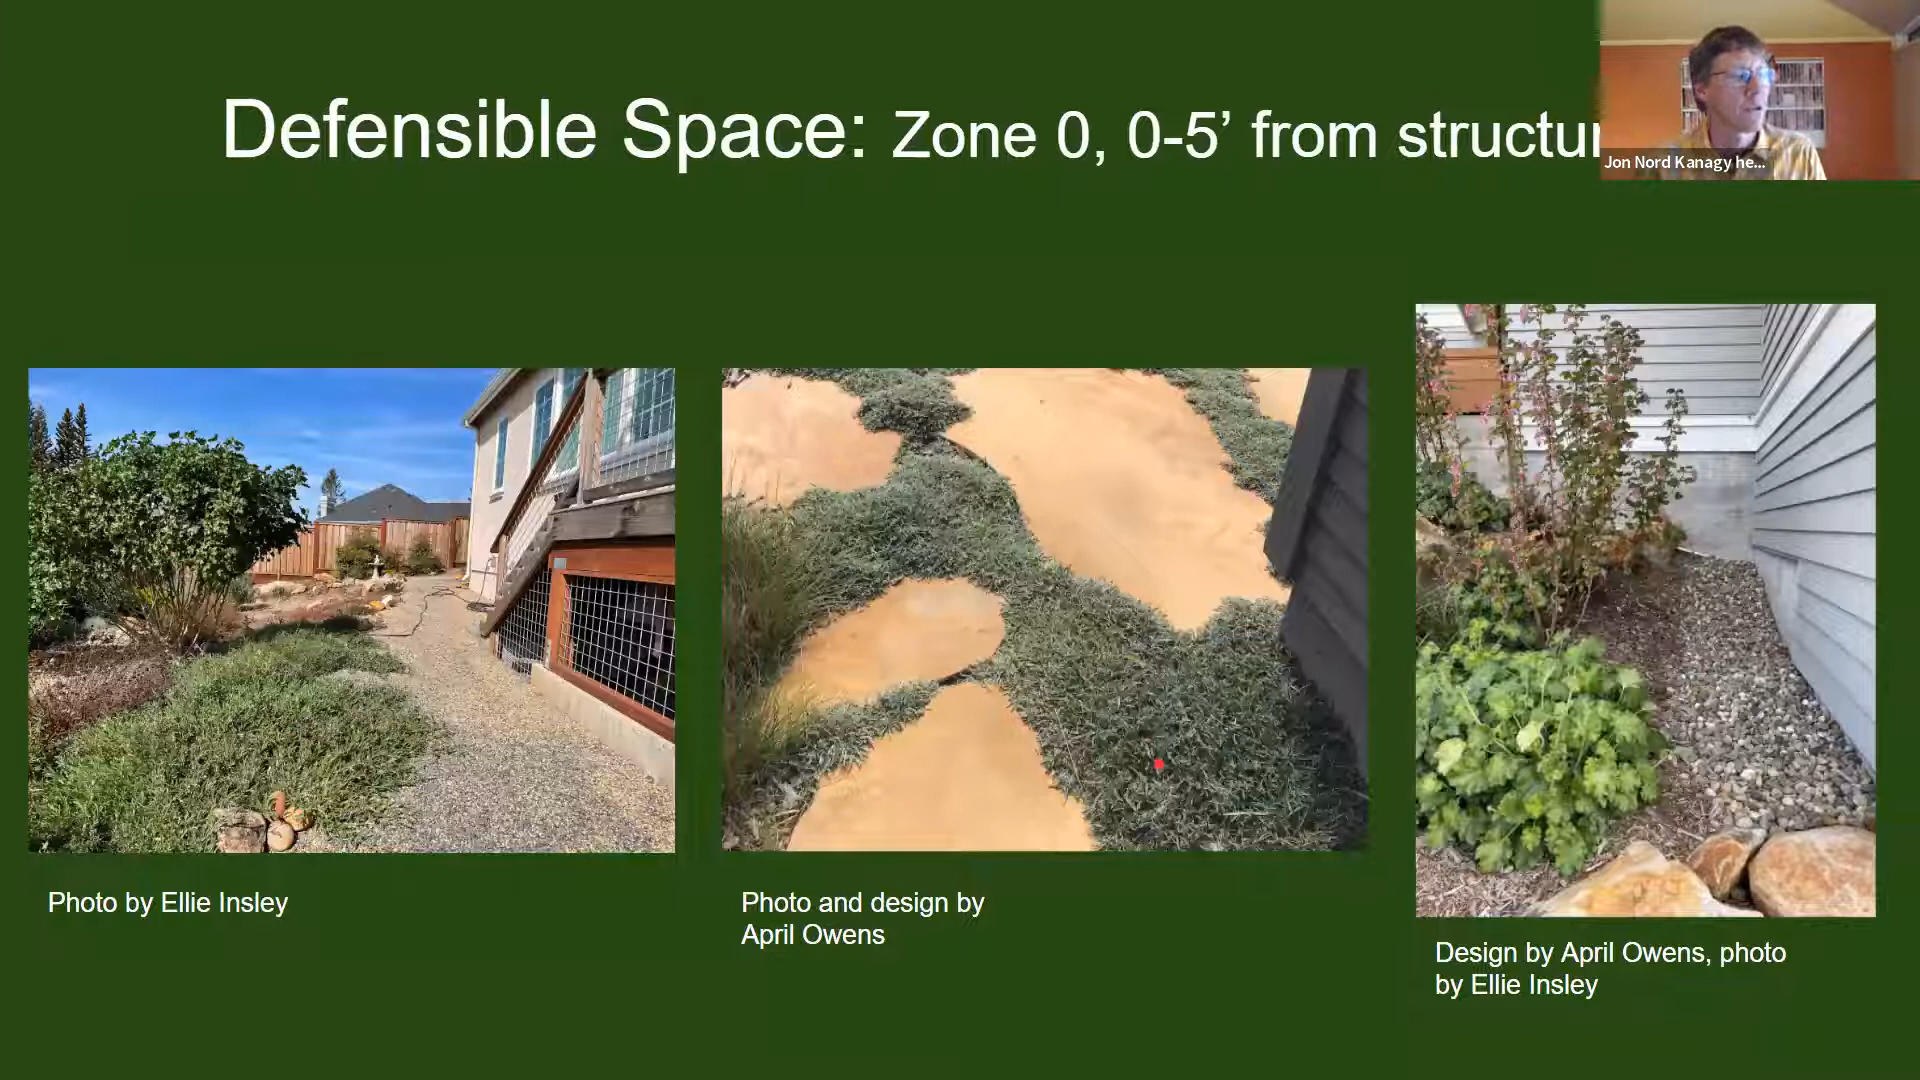 Defensible Space: Zone 0, 0-5’ from
Jon Nord Kanagy he...
Photo by Ellie Insley
Photo and design by
April Owens
Design by April Owens, photo
by Ellie Insley